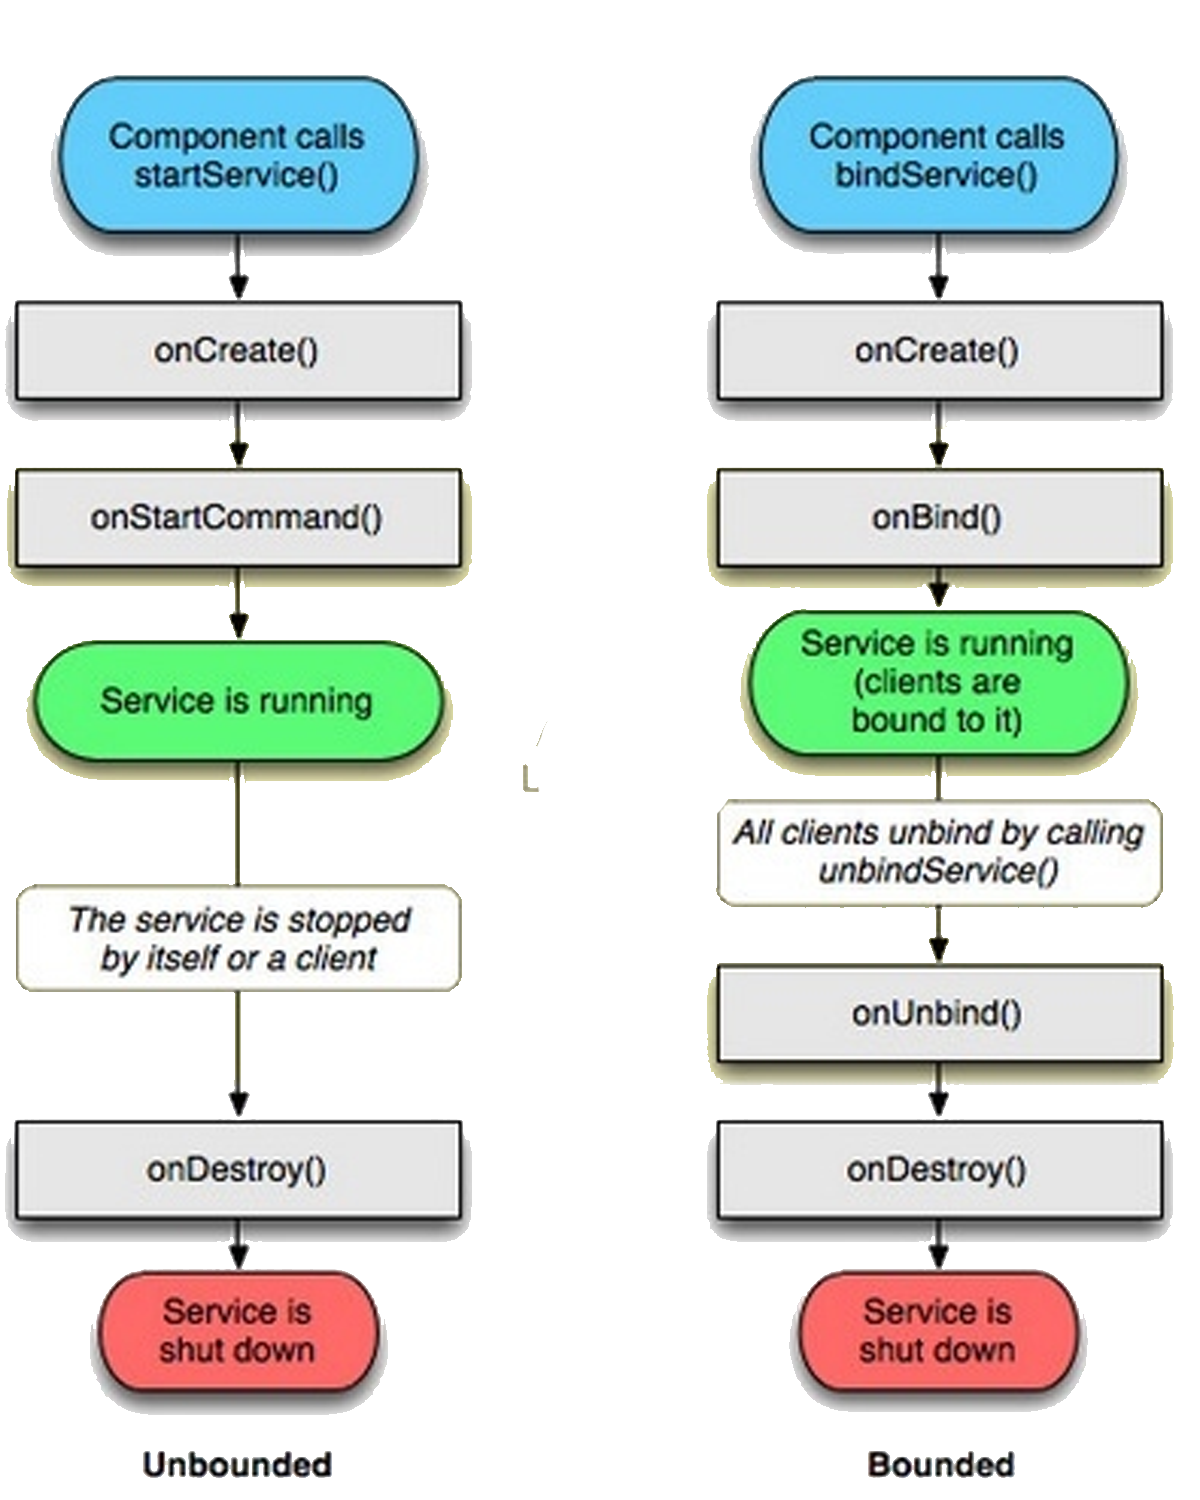 Component calls
startService()
onCreate()
onStartCommand()
Service is running
The service is stopped
by itself or a client
onDestroy()
Service is
shut down
Unbounded
Component calls
bindService()
onCreate()
onBind()
Service is running
(clients are
bound to it)
All clients unbind by calling
unbindService()
onUnbind()
onDestroy()
Service is
shut down
Bounded